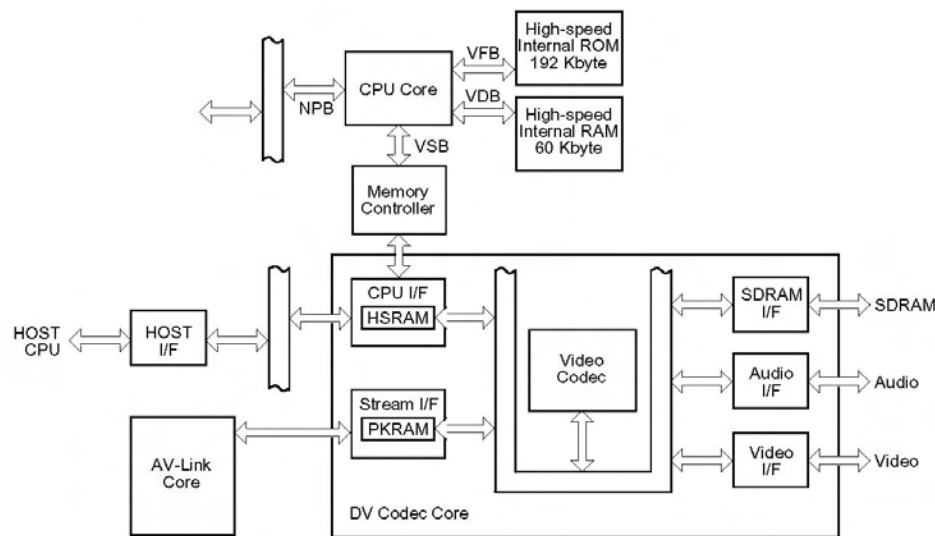 High-speed
Internal ROM
192 Kbyte
VFB
CPU Core
NPB
VDB
High-speed
Internal RAM
60 Kbyte
VSB
Memory
Controller
CPU I/F
HSRAM
SDRAM
I/F
SDRAM
HOST
CPU
HOST
I/F
Video
Codec
Audio
I/F
Audio
Stream I/F
PKRAM
AV-Link
Core
Video
I/F
Video
DV Codec Core